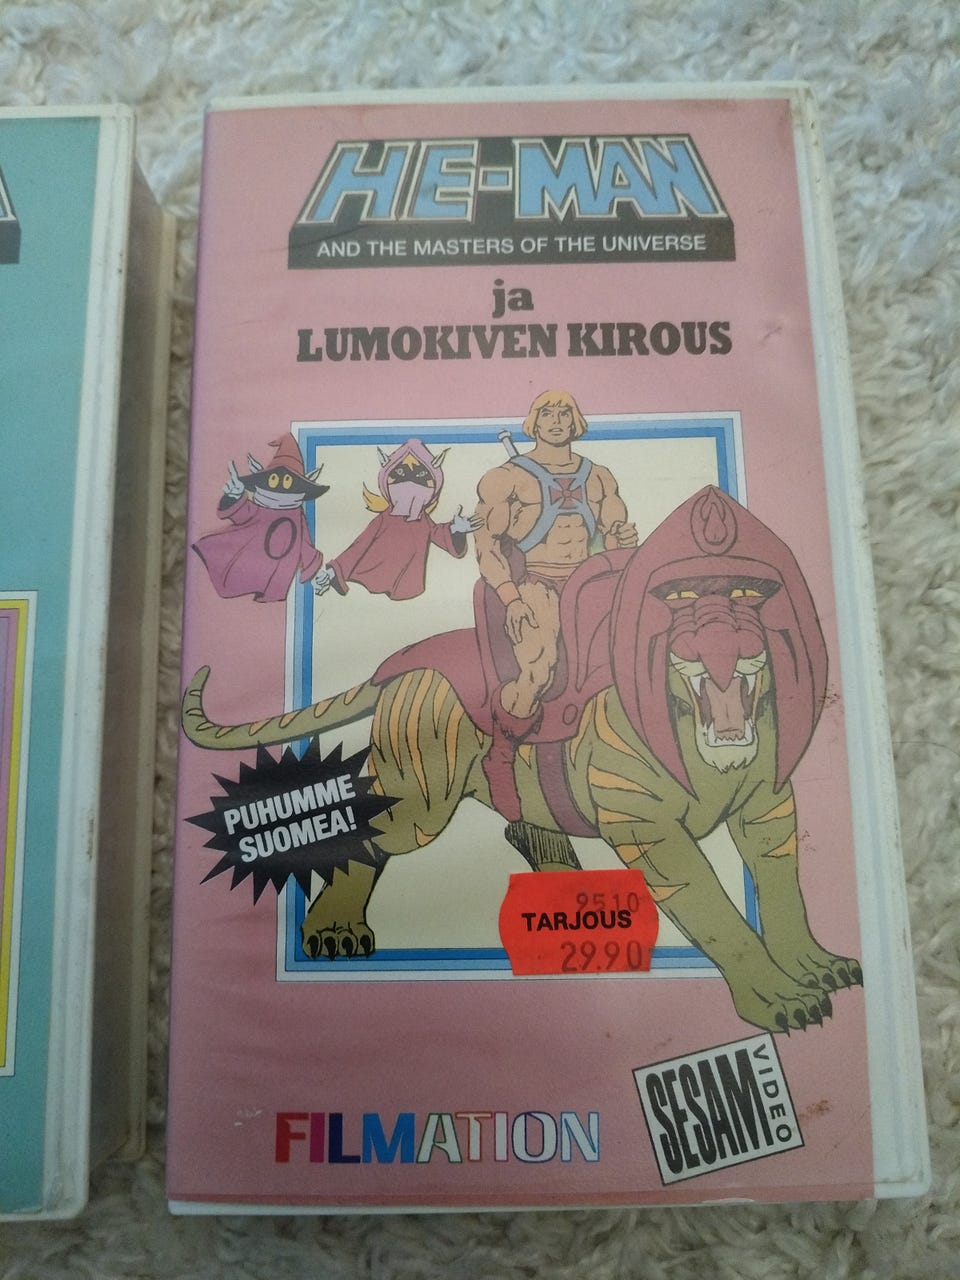 HE-MAN
AND THE MASTERS OF THE UNIVERSE
ja
LUMOKIVEN KIROUS
O
PUHUMME
SUOMEA!
9510
TARJOUS
29.90
SESAM
VIDEO
FILMATION